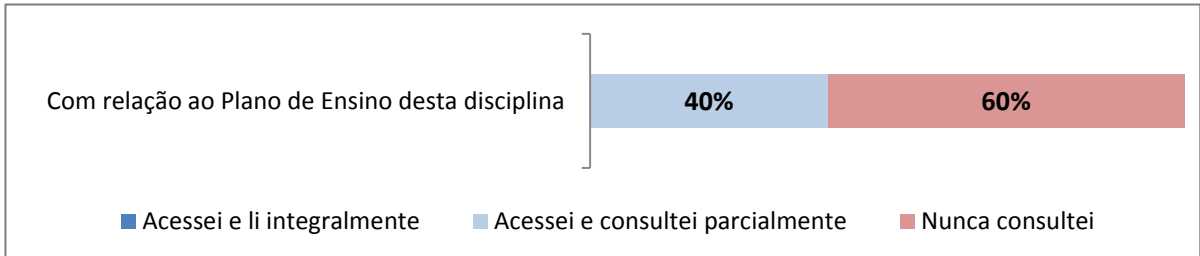 Com relação ao Plano de Ensino desta disciplina
40%
60%
Acessei e li integralmente
Acessei e consultei parcialmente
Nunca consultei